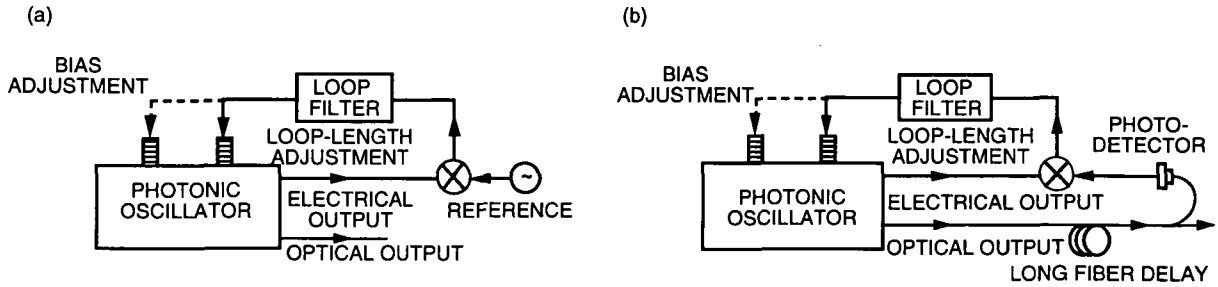 (a)
BIAS
ADJUSTMENT
LOOP
FILTER
LOOP-LENGTH
ADJUSTMENT
PHOTONIC
OSCILLATOR
ELECTRICAL
OUTPUT
REFERENCE
OPTICAL OUTPUT
(b)
BIAS
ADJUSTMENT
LOOP
FILTER
PHOTO-
DETECTOR
LOOP-LENGTH
ADJUSTMENT
PHOTONIC
OSCILLATOR
ELECTRICAL OUTPUT
OPTICAL OUTPUT
LONG FIBER DELAY